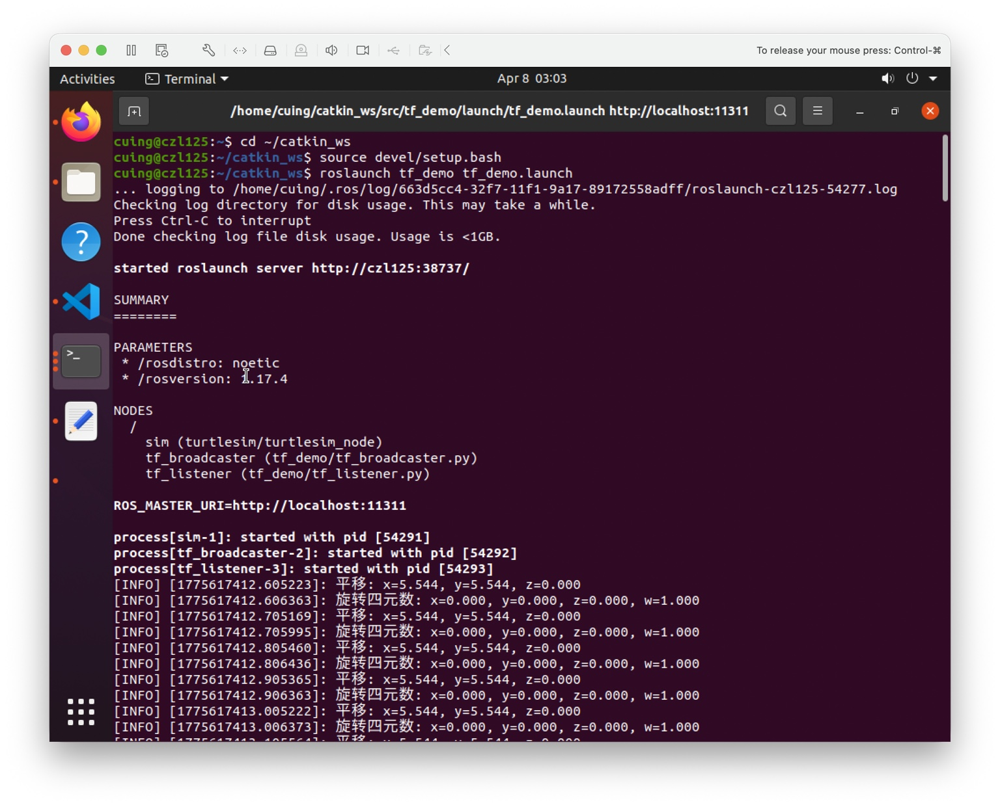 To release your mouse press: Control-⌘
Activities
Terminal
Apr 8 03:03
/home/cuing/catkin_ws/src/tf_demo/launch/tf_demo.launch http://localhost:11311
cuing@czl125:~$ cd ~/catkin_ws
cuing@czl125:~/catkin_ws$ source devel/setup.bash
cuing@czl125:~/catkin_ws$ roslaunch tf_demo tf_demo.launch
... logging to /home/cuing/.ros/log/663d5cc4-32f7-11f1-9a17-89172558adff/roslaunch-czl125-54277.log
Checking log directory for disk usage. This may take a while.
Press Ctrl-C to interrupt
Done checking log file disk usage. Usage is <1GB.
started roslaunch server http://czl125:38737/
SUMMARY
========
PARAMETERS
* /rosdistro: noetic
* /rosversion: 1.17.4
NODES
/
sim (turtlesim/turtlesim_node)
tf_broadcaster (tf_demo/tf_broadcaster.py)
tf_listener (tf_demo/tf_listener.py)
ROS_MASTER_URI=http://localhost:11311
process[sim-1]: started with pid [54291]
process[tf_broadcaster-2]: started with pid [54292]
process[tf_listener-3]: started with pid [54293]
[INFO] [1775617412.605223]: 平移: x=5.544, y=5.544, z=0.000
[INFO] [1775617412.606363]: 旋转四元数: x=0.000, y=0.000, z=0.000, w=1.000
[INFO] [1775617412.705169]: 平移: x=5.544, y=5.544, z=0.000
[INFO] [1775617412.705995]: 旋转四元数: x=0.000, y=0.000, z=0.000, w=1.000
[INFO] [1775617412.805460]: 平移: x=5.544, y=5.544, z=0.000
[INFO] [1775617412.806436]: 旋转四元数: x=0.000, y=0.000, z=0.000, w=1.000
[INFO] [1775617412.905365]: 平移: x=5.544, y=5.544, z=0.000
[INFO] [1775617412.906363]: 旋转四元数: x=0.000, y=0.000, z=0.000, w=1.000
[INFO] [1775617413.005222]: 平移: x=5.544, y=5.544, z=0.000
[INFO] [1775617413.006373]: 旋转四元数: x=0.000, y=0.000, z=0.000, w=1.000